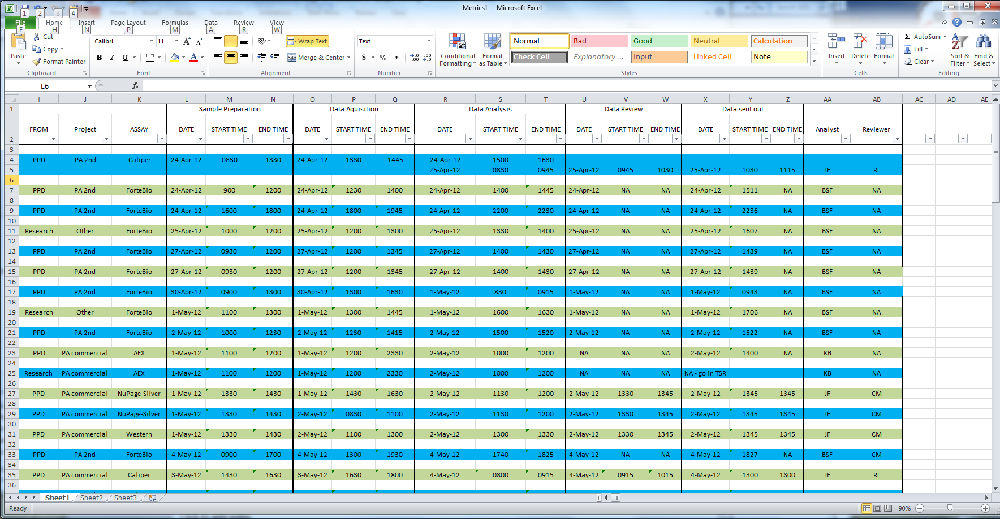 Metrics1 - Microsoft Excel
1 2 3 4
File Home Insert Page Layout Formulas Data Review View
F H N P M A R W
Paste Cut Copy Format Painter Calibri 11 Wrap Text Text Conditional Formatting Format as Table Normal Bad Good Neutral Calculation Insert Delete Format AutoSum Fill Clear Sort & Filter Find & Select
B I U Merge & Center $ % , Check Cell Explanatory ... Input Linked Cell Note
Clipboard Font Alignment Number Styles Cells Editing
E6 fx
I J K L M N O P Q R S T U V W X Y Z AA AB AC AD AE
1 Sample Preparation Data Aquisition Data Analysis Data Review Data sent out
2 FROM Project ASSAY DATE START TIME END TIME DATE START TIME END TIME DATE START TIME END TIME DATE START TIME END TIME DATE START TIME END TIME Analyst Reviewer
3
4 PPD PA 2nd Caliper 24-Apr-12 0830 1330 24-Apr-12 1330 1445 24-Apr-12 1500 1630
5 25-Apr-12 0830 0945 25-Apr-12 0945 1030 25-Apr-12 1030 1115 JF RL
6
7 PPD PA 2nd ForteBio 24-Apr-12 900 1200 24-Apr-12 1230 1400 24-Apr-12 1400 1445 24-Apr-12 NA NA 24-Apr-12 1511 NA BSF NA
8
9 PPD PA 2nd ForteBio 24-Apr-12 1600 1800 24-Apr-12 1800 1945 24-Apr-12 2200 2230 24-Apr-12 NA NA 24-Apr-12 2236 NA BSF NA
10
11 Research Other ForteBio 25-Apr-12 1000 1200 25-Apr-12 1200 1300 25-Apr-12 1330 1400 25-Apr-12 NA NA 25-Apr-12 1607 NA BSF NA
12
13 PPD PA 2nd ForteBio 27-Apr-12 0930 1200 27-Apr-12 1200 1345 27-Apr-12 1400 1430 27-Apr-12 NA NA 27-Apr-12 1439 NA BSF NA
14
15 PPD PA 2nd ForteBio 27-Apr-12 0930 1200 27-Apr-12 1200 1345 27-Apr-12 1400 1430 27-Apr-12 NA NA 27-Apr-12 1439 NA BSF NA
16
17 PPD PA 2nd ForteBio 30-Apr-12 0900 1300 30-Apr-12 1300 1630 1-May-12 830 0915 1-May-12 NA NA 1-May-12 0943 NA BSF NA
18
19 Research Other ForteBio 1-May-12 1100 1300 1-May-12 1300 1445 1-May-12 1600 1630 1-May-12 NA NA 1-May-12 1706 NA BSF NA
20
21 PPD PA 2nd ForteBio 2-May-12 1000 1230 2-May-12 1230 1415 2-May-12 1500 1520 2-May-12 NA NA 2-May-12 1522 NA BSF NA
22
23 PPD PA commercial AEX 1-May-12 1100 1200 1-May-12 1200 2330 2-May-12 1000 1200 NA NA NA 2-May-12 1400 NA KB NA
24
25 Research PA commercial AEX 1-May-12 1100 1200 1-May-12 1200 2330 2-May-12 1000 1200 NA NA NA NA - go in TSR KB NA
26
27 PPD PA commercial NuPage-Silver 1-May-12 1330 1430 1-May-12 1430 1630 2-May-12 1130 1200 2-May-12 1330 1345 2-May-12 1345 1345 JF CM
28
29 PPD PA commercial NuPage-Silver 1-May-12 1330 1430 2-May-12 0830 1100 2-May-12 1130 1200 2-May-12 1330 1345 2-May-12 1345 1345 JF CM
30
31 PPD PA commercial Western 1-May-12 1330 1430 2-May-12 1100 1300 2-May-12 1300 1330 2-May-12 1330 1345 2-May-12 1345 1345 JF CM
32
33 PPD PA 2nd ForteBio 4-May-12 0900 1700 4-May-12 1300 1930 4-May-12 1740 1825 4-May-12 NA NA 4-May-12 1827 NA BSF CM
34
35 PPD PA commercial Caliper 3-May-12 1430 1630 3-May-12 1630 1800 4-May-12 0800 0915 4-May-12 0915 1015 4-May-12 1300 1300 JF RL
36
Sheet1 Sheet2 Sheet3
Ready 90%